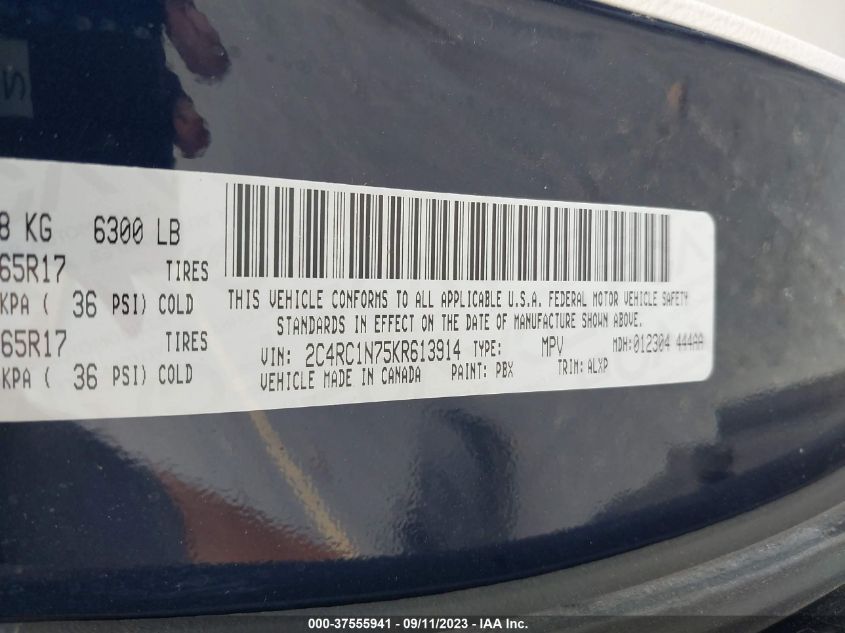 8 KG 6300 LB
65R17 TIRES
KPA ( 36 PSI) COLD
65R17 TIRES
KPA ( 36 PSI) COLD
THIS VEHICLE CONFORMS TO ALL APPLICABLE U.S.A. FEDERAL MOTOR VEHICLE SAFETY
STANDARDS IN EFFECT ON THE DATE OF MANUFACTURE SHOWN ABOVE.
VIN: 2C4RC1N75KR613914 TYPE: MPV MDH:012304 444AA
VEHICLE MADE IN CANADA PAINT: PBX TRIM: ALXP
000-37555941 - 09/11/2023 - IAA Inc.